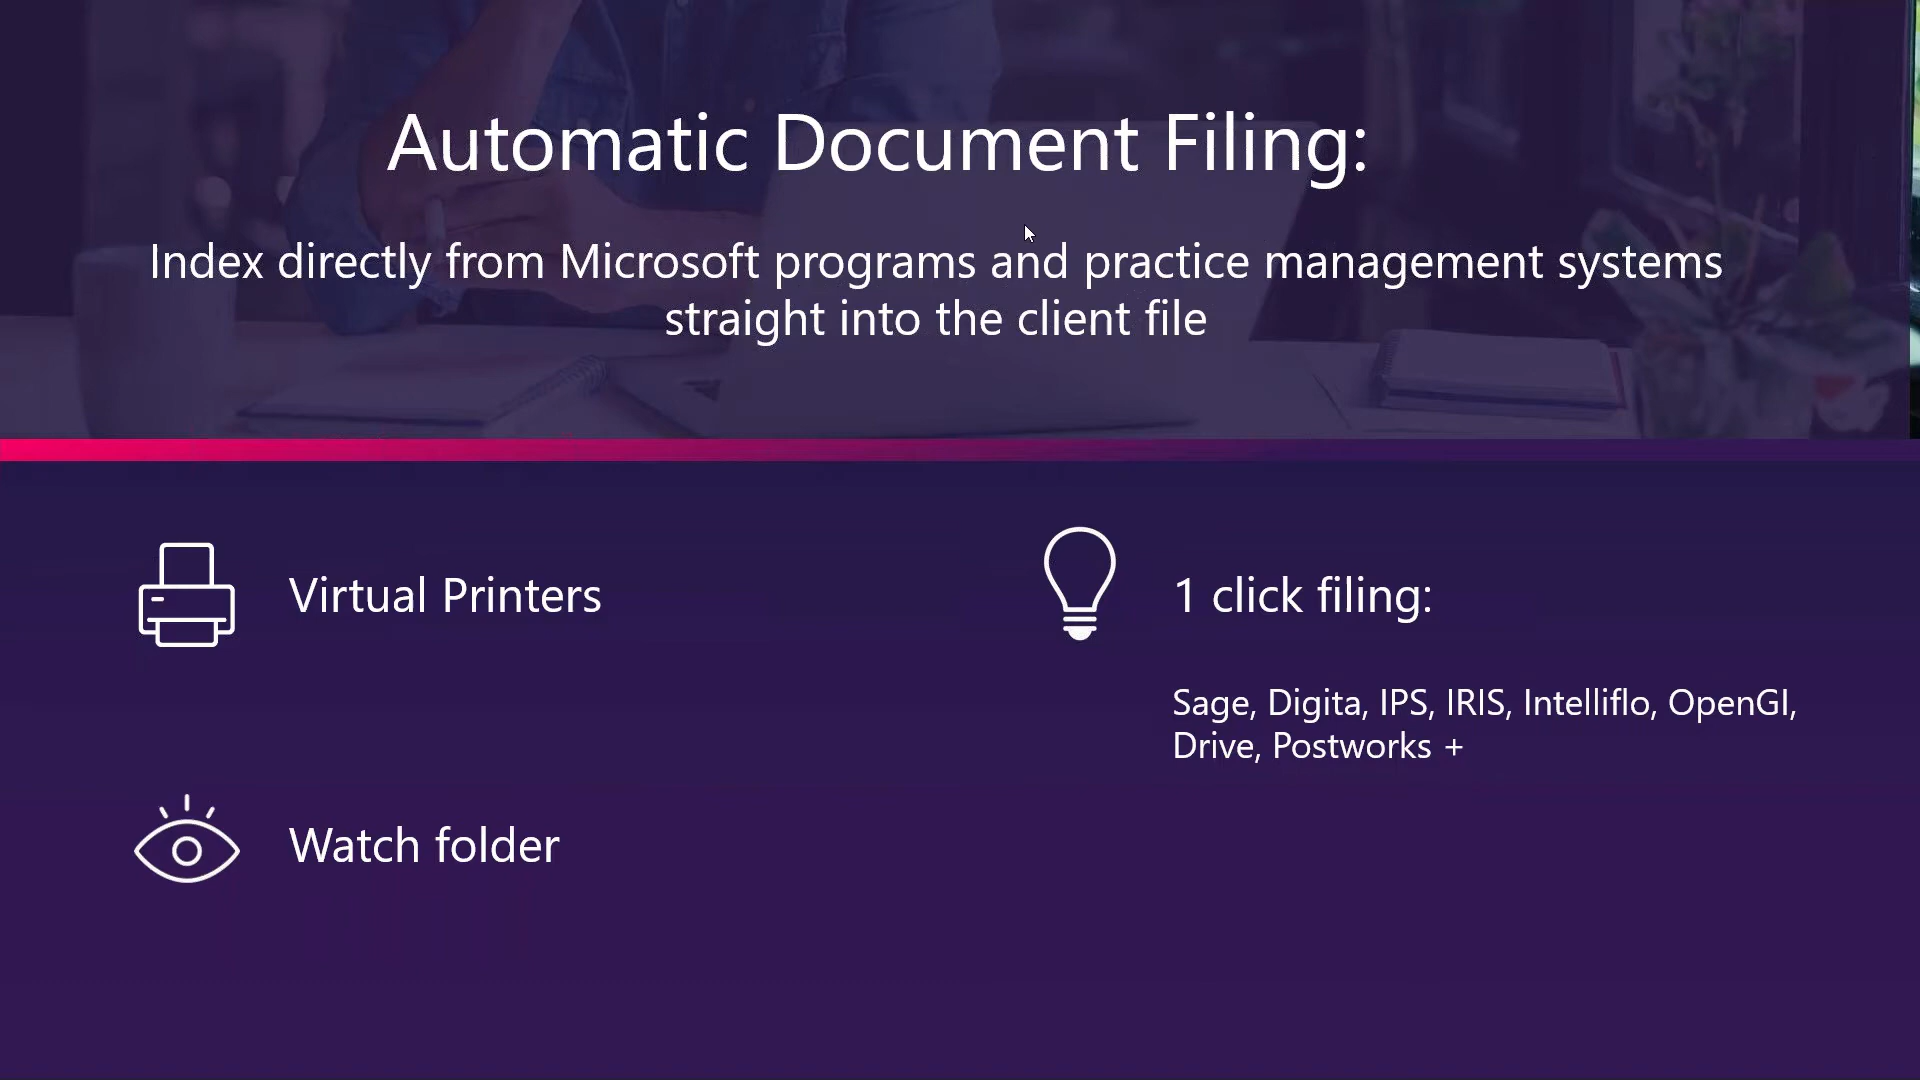 Automatic Document Filing:
Index directly from Microsoft programs and practice management systems
straight into the client file
Virtual Printers
1 click filing:
Sage, Digita, IPS, IRIS, Intelliflo, OpenGI,
Drive, Postworks +
Watch folder